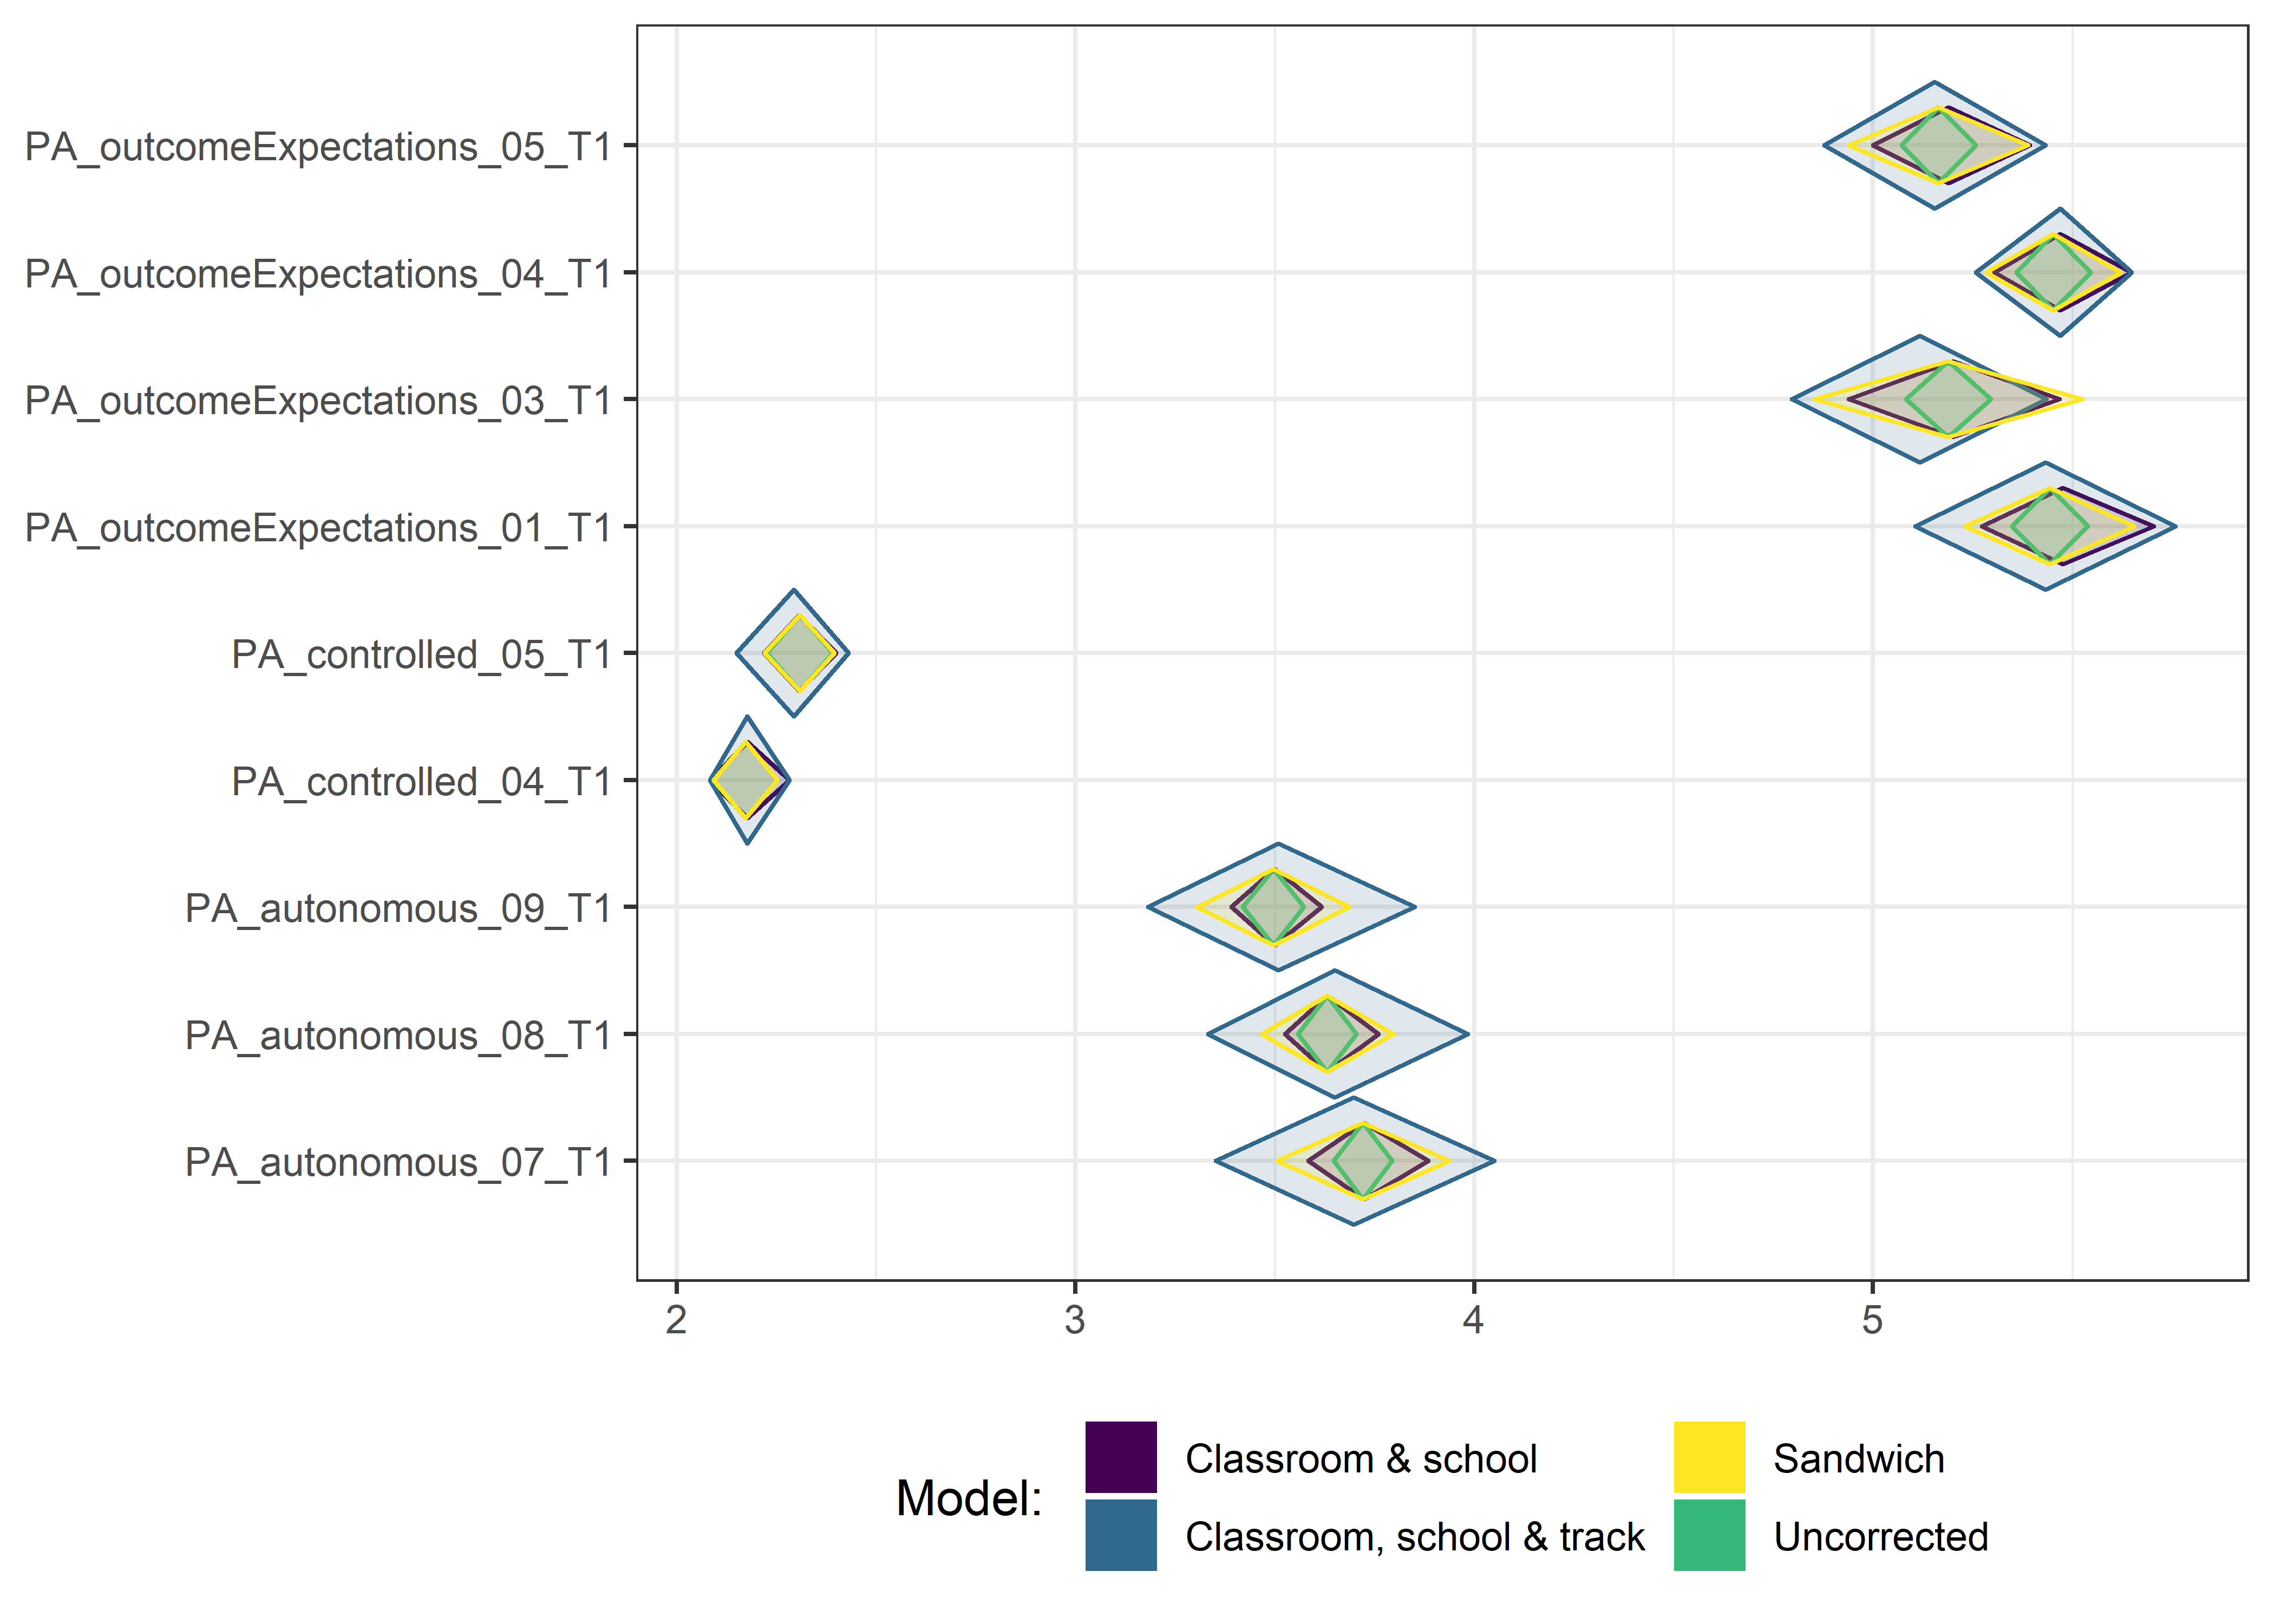 PA_outcomeExpectations_05_T1
PA_outcomeExpectations_04_T1
PA_outcomeExpectations_03_T1
PA_outcomeExpectations_01_T1
PA_controlled_05_T1
PA_controlled_04_T1
PA_autonomous_09_T1
PA_autonomous_08_T1
PA_autonomous_07_T1
2 3 4 5
Model:
Classroom & school
Classroom, school & track
Sandwich
Uncorrected